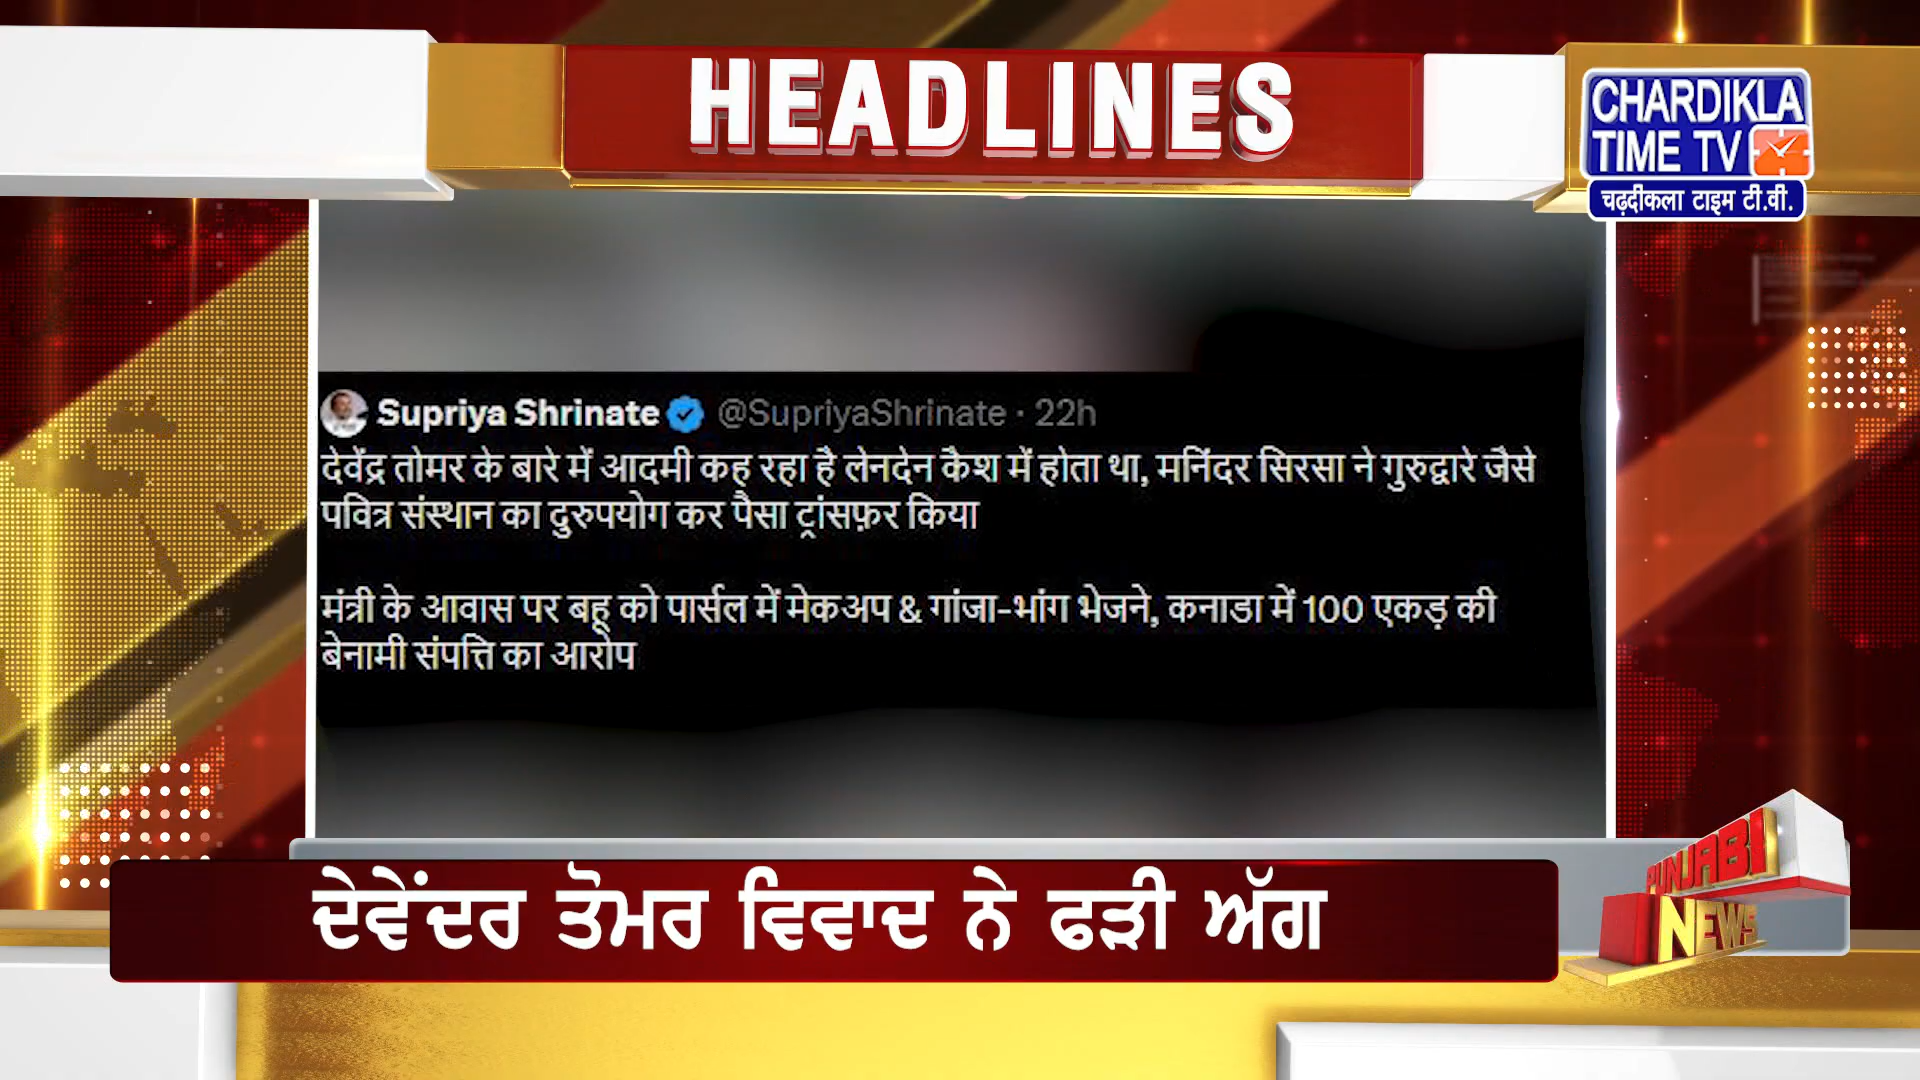 HEADLINES
CHARDIKLA
TIME TV
चढ़दीकला टाइम टी.वी.
Supriya Shrinate @SupriyaShrinate · 22h
देवेंद्र तोमर के बारे में आदमी कह रहा है लेनदेन कैश में होता था, मनिंदर सिरसा ने गुरुद्वारे जैसे
पवित्र संस्थान का दुरुपयोग कर पैसा ट्रांसफ़र किया
मंत्री के आवास पर बहू को पार्सल में मेकअप & गांजा-भांग भेजने, कनाडा में 100 एकड़ की
बेनामी संपत्ति का आरोप
ਦੇਵੇਂਦਰ ਤੋਮਰ ਵਿਵਾਦ ਨੇ ਫੜੀ ਅੱਗ
PUNJABI
NEWS